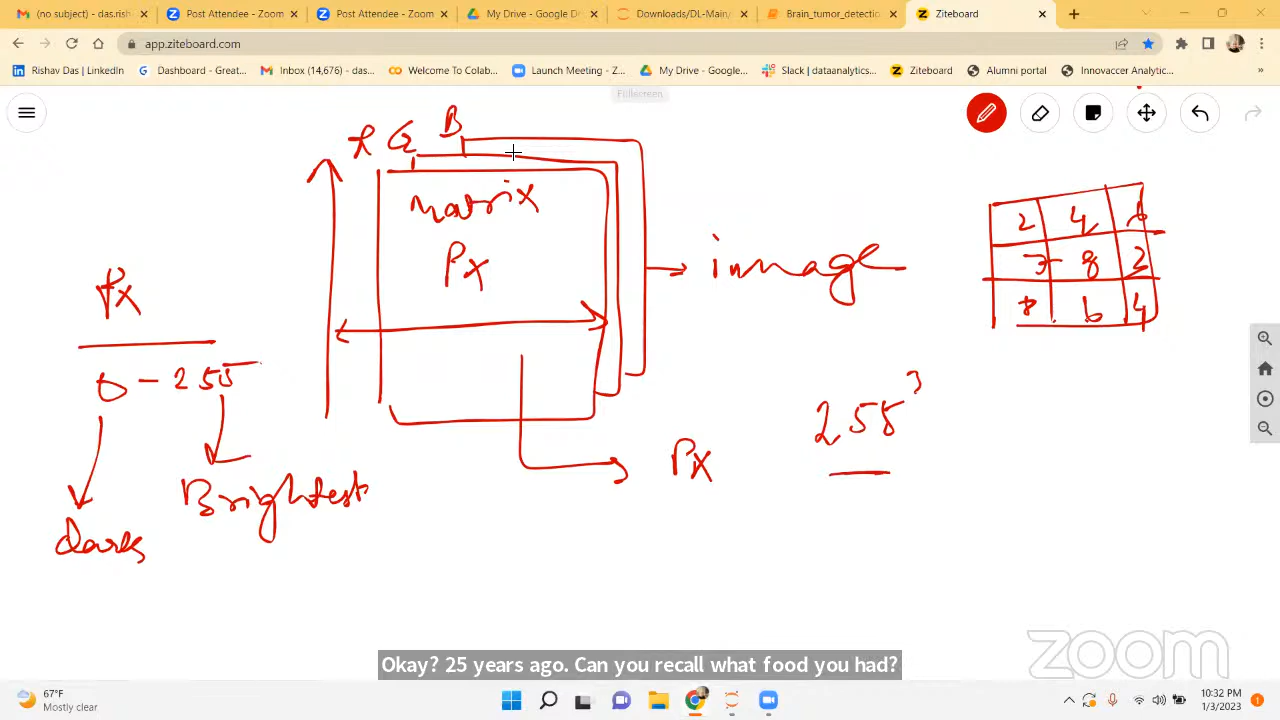 (no subject) - das.rish
Post Attendee - Zoom
Post Attendee - Zoom
My Drive - Google D
Downloads/DL-Main/
Brain_tumor_detectio
Ziteboard
app.ziteboard.com
Rishav Das | LinkedIn
Dashboard - Great...
Inbox (14,676) - das...
Welcome To Colab...
Launch Meeting - Z...
My Drive - Google...
Slack | dataanalytics...
Ziteboard
Alumni portal
Innovaccer Analytic...
Fullscreen
R G B
matrix
Px
image
Px
0 - 255
dark
Brightest
Px
255³
2 4
8
6 4
zoom
Okay? 25 years ago. Can you recall what food you had?
67°F
Mostly clear
10:32 PM
1/3/2023